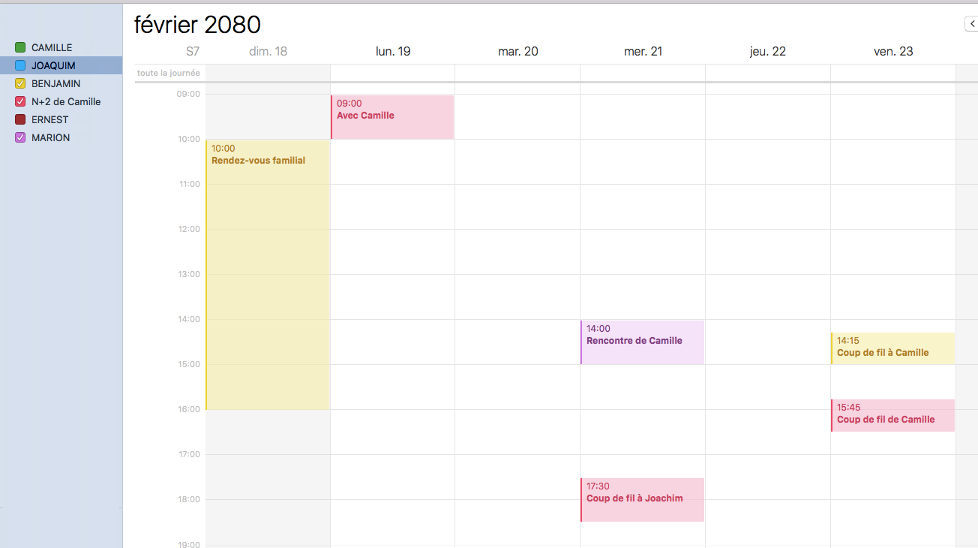 février 2080
CAMILLE
JOAQUIM
BENJAMIN
N+2 de Camille
ERNEST
MARION
S7 dim. 18 lun. 19 mar. 20 mer. 21 jeu. 22 ven. 23
toute la journée
09:00
10:00
11:00
12:00
13:00
14:00
15:00
16:00
17:00
18:00
19:00
10:00
Rendez-vous familial
09:00
Avec Camille
14:00
Rencontre de Camille
17:30
Coup de fil à Joachim
14:15
Coup de fil à Camille
15:45
Coup de fil de Camille